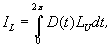 I_L = ∫_0^{2π} D(t) L_U dt,